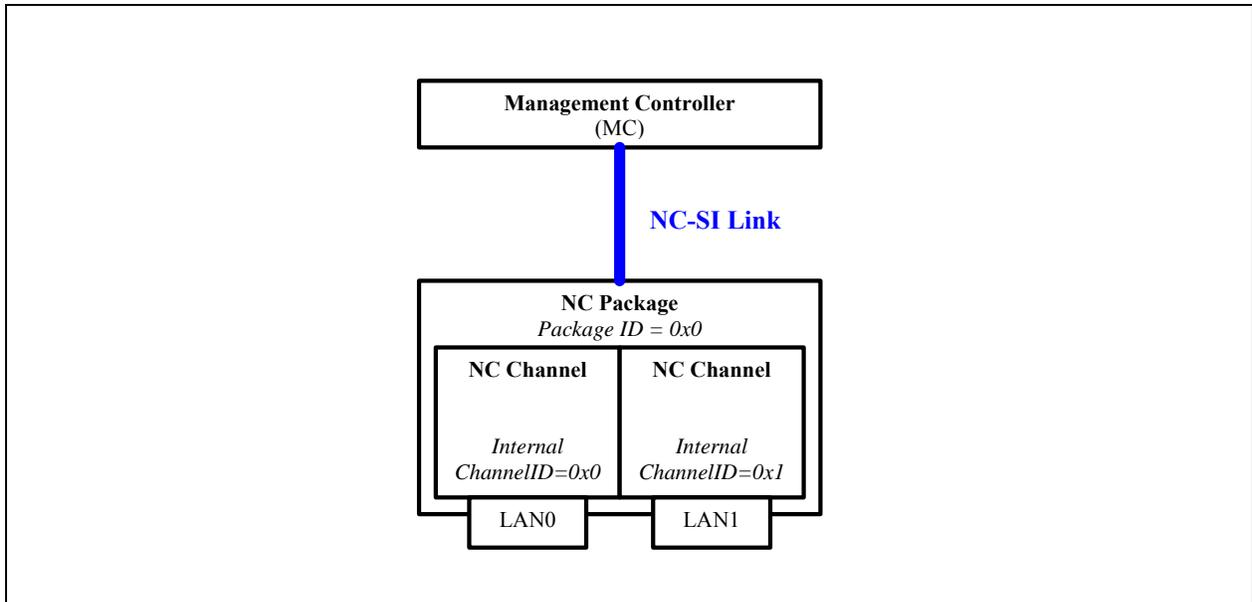 Management Controller
(MC)
NC-SI Link
NC Package
Package ID = 0x0
NC Channel
NC Channel
Internal
ChannelID=0x0
Internal
ChannelID=0x1
LAN0
LAN1